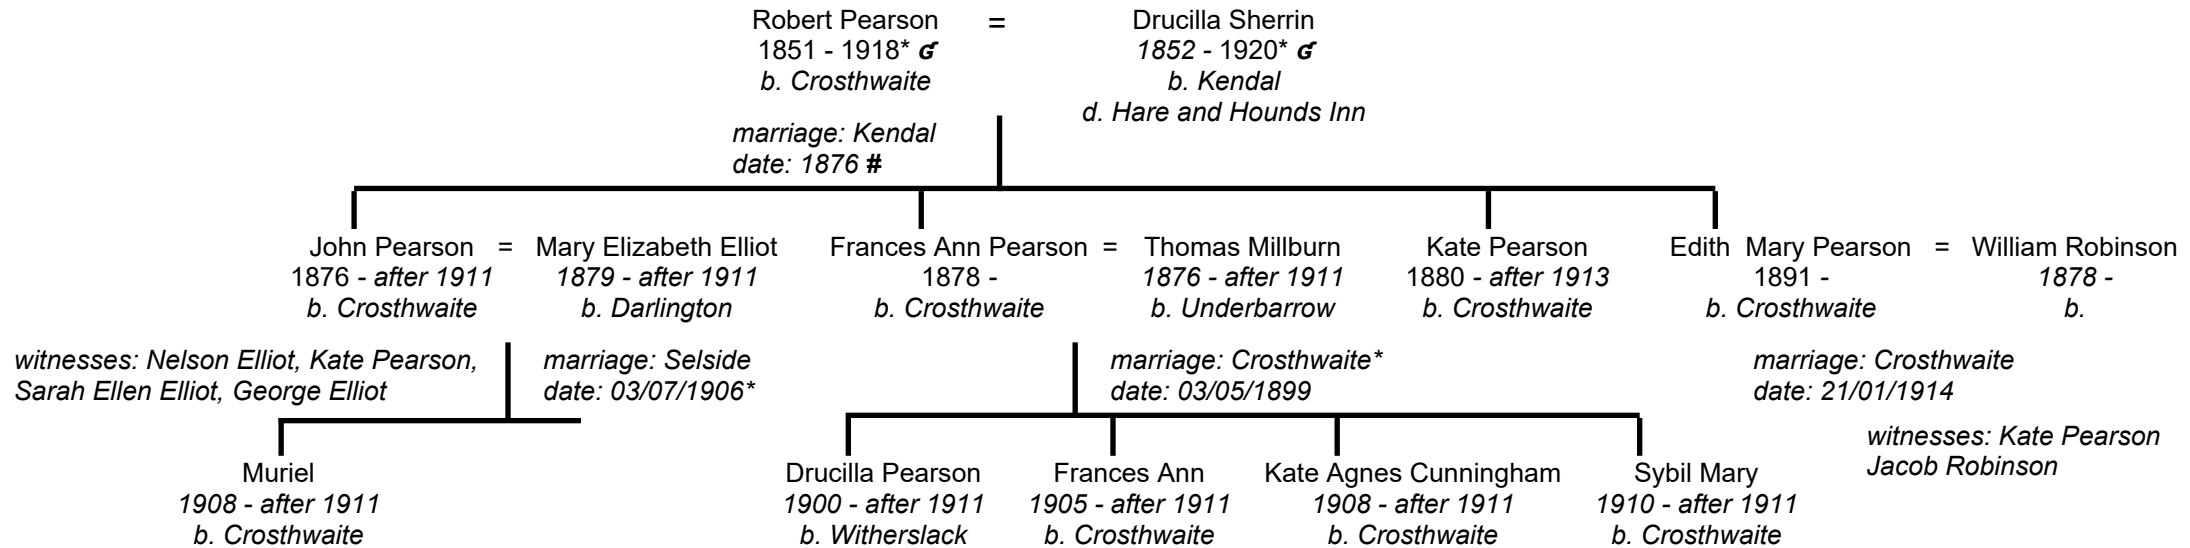 Robert Pearson = Drucilla Sherrin
1851 - 1918* G 1852 - 1920* G
b. Crosthwaite b. Kendal
d. Hare and Hounds Inn
marriage: Kendal
date: 1876 #
John Pearson = Mary Elizabeth Elliot Frances Ann Pearson = Thomas Millburn Kate Pearson Edith Mary Pearson = William Robinson
1876 - after 1911 1879 - after 1911 1878 - 1876 - after 1911 1880 - after 1913 1891 - 1878 -
b. Crosthwaite b. Darlington b. Crosthwaite b. Underbarrow b. Crosthwaite b. Crosthwaite b.
witnesses: Nelson Elliot, Kate Pearson, marriage: Selside marriage: Crosthwaite* marriage: Crosthwaite
Sarah Ellen Elliot, George Elliot date: 03/07/1906* date: 03/05/1899 date: 21/01/1914
witnesses: Kate Pearson
Jacob Robinson
Muriel Drucilla Pearson Frances Ann Kate Agnes Cunningham Sybil Mary
1908 - after 1911 1900 - after 1911 1905 - after 1911 1908 - after 1911 1910 - after 1911
b. Crosthwaite b. Witherslack b. Crosthwaite b. Crosthwaite b. Crosthwaite